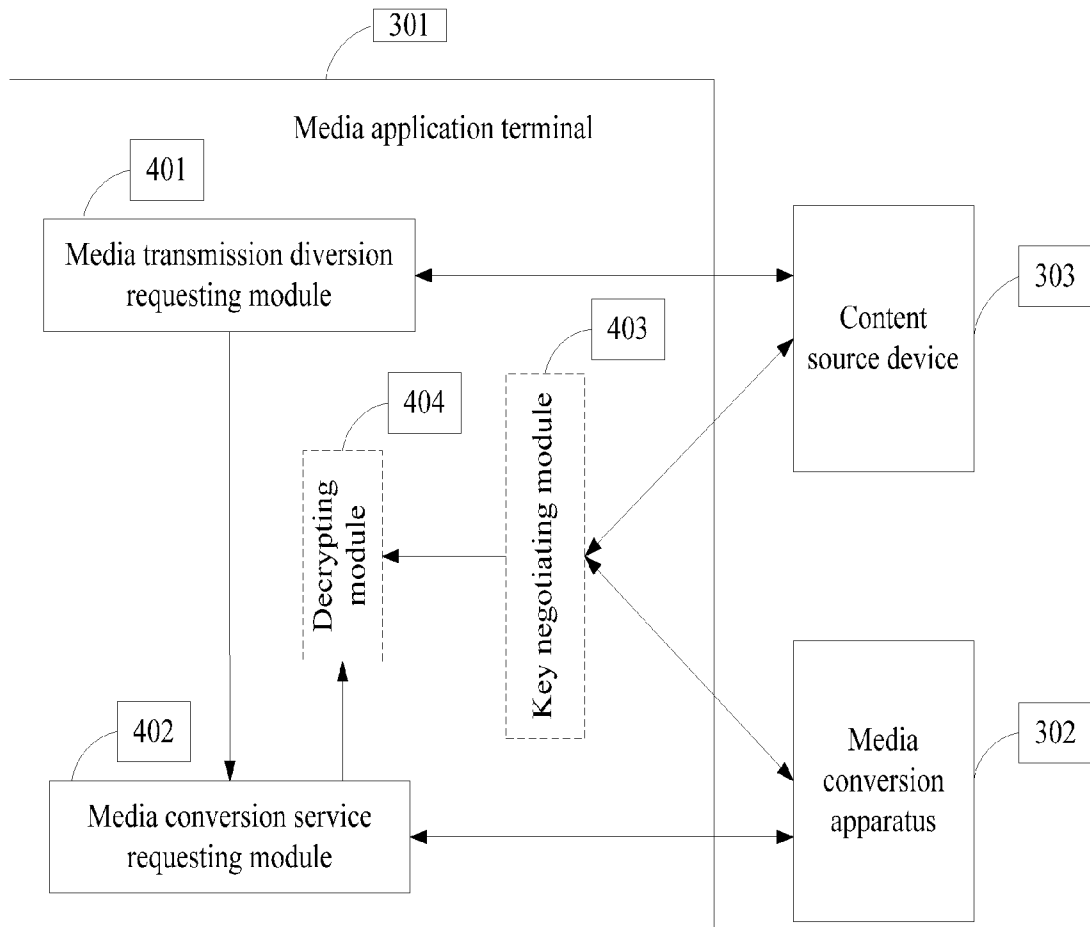 301
Media application terminal
401
Media transmission diversion
requesting module
303
Content
source device
403
Key negotiating module
404
Decrypting
module
402
Media conversion service
requesting module
302
Media
conversion
apparatus